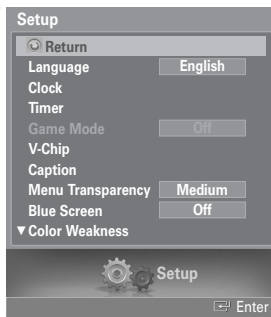 Setup
Return
Language English
Clock
Timer
Game Mode Off
V-Chip
Caption
Menu Transparency Medium
Blue Screen Off
▼ Color Weakness
Setup
Enter